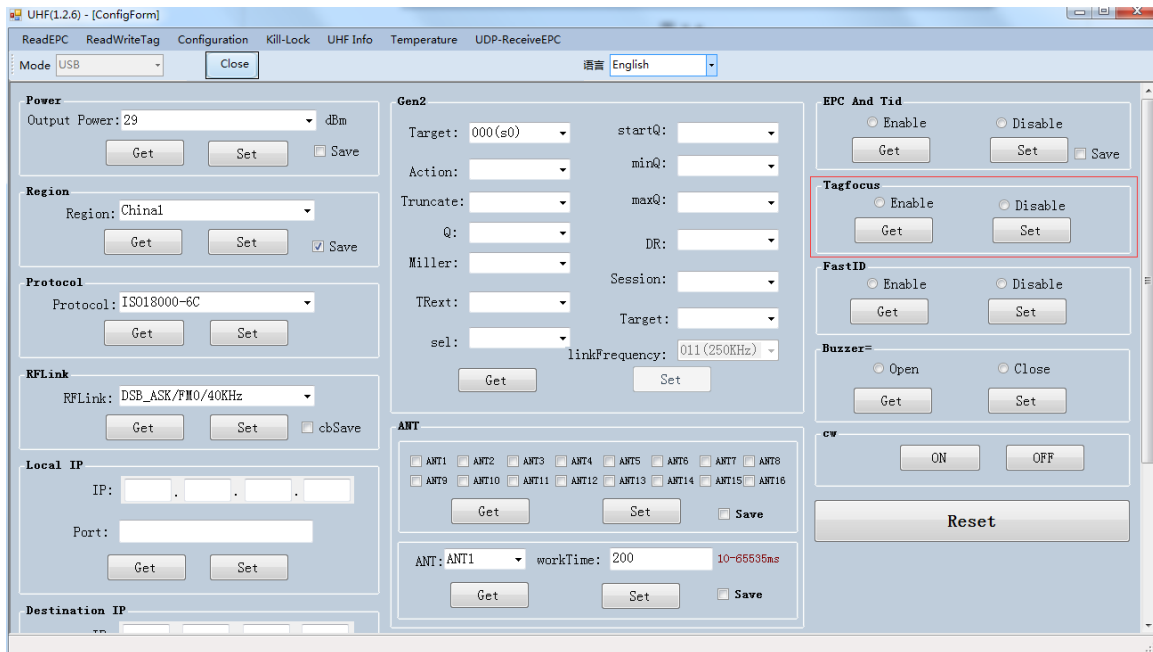 UHF(1.2.6) - [ConfigForm]
ReadEPC ReadWriteTag Configuration Kill-Lock UHF Info Temperature UDP-ReceiveEPC
Mode USB Close 语言 English
Power
Output Power: 29 dBm
Get Set Save
Region
Region: China1
Get Set Save
Protocol
Protocol: ISO18000-6C
Get Set
RFLink
RFLink: DSB_ASK/FM0/40KHz
Get Set cbSave
Local IP
IP: . . .
Port:
Get Set
Destination IP
IP
Gen2
Target: 000(s0) startQ:
Action: minQ:
Truncate: maxQ:
Q: DR:
Miller: Session:
TRext: Target:
sel: linkFrequency: 011(250KHz)
Get Set
ANT
ANT1 ANT2 ANT3 ANT4 ANT5 ANT6 ANT7 ANT8
ANT9 ANT10 ANT11 ANT12 ANT13 ANT14 ANT15 ANT16
Get Set Save
ANT: ANT1 workTime: 200 10-65535ms
Get Set Save
EPC And Tid
Enable Disable
Get Set Save
Tagfocus
Enable Disable
Get Set
FastID
Enable Disable
Get Set
Buzzer=
Open Close
Get Set
cw
ON OFF
Reset